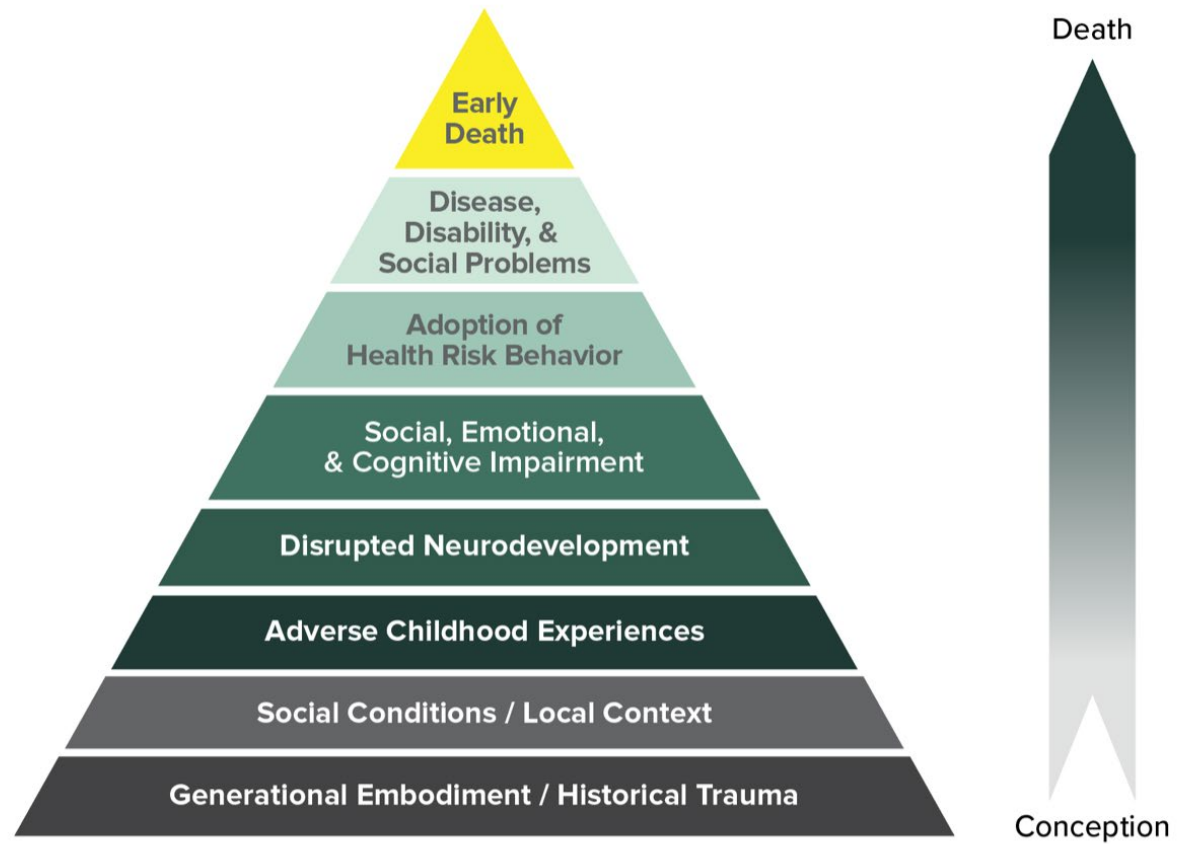 Death
Early
Death
Disease,
Disability, &
Social Problems
Adoption of
Health Risk Behavior
Social, Emotional,
& Cognitive Impairment
Disrupted Neurodevelopment
Adverse Childhood Experiences
Social Conditions / Local Context
Generational Embodiment / Historical Trauma
Conception